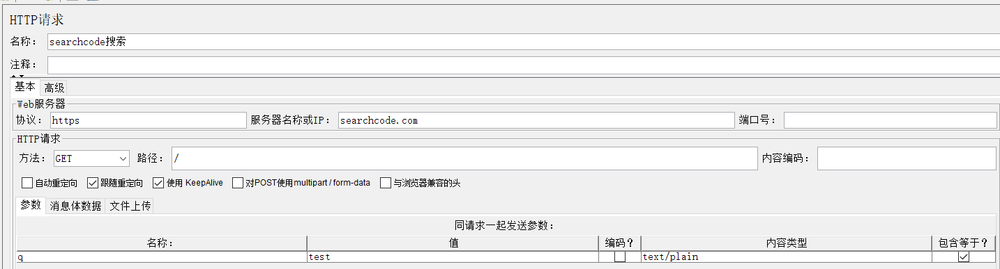 HTTP请求
名称： searchcode搜索
注释：
基本 高级
Web服务器
协议： https 服务器名称或IP： searchcode.com 端口号：
HTTP请求
方法： GET 路径： / 内容编码：
自动重定向 跟随重定向 使用 KeepAlive 对POST使用multipart / form-data 与浏览器兼容的头
参数 消息体数据 文件上传
同请求一起发送参数：
名称： 值 编码？ 内容类型 包含等于？
q test text/plain